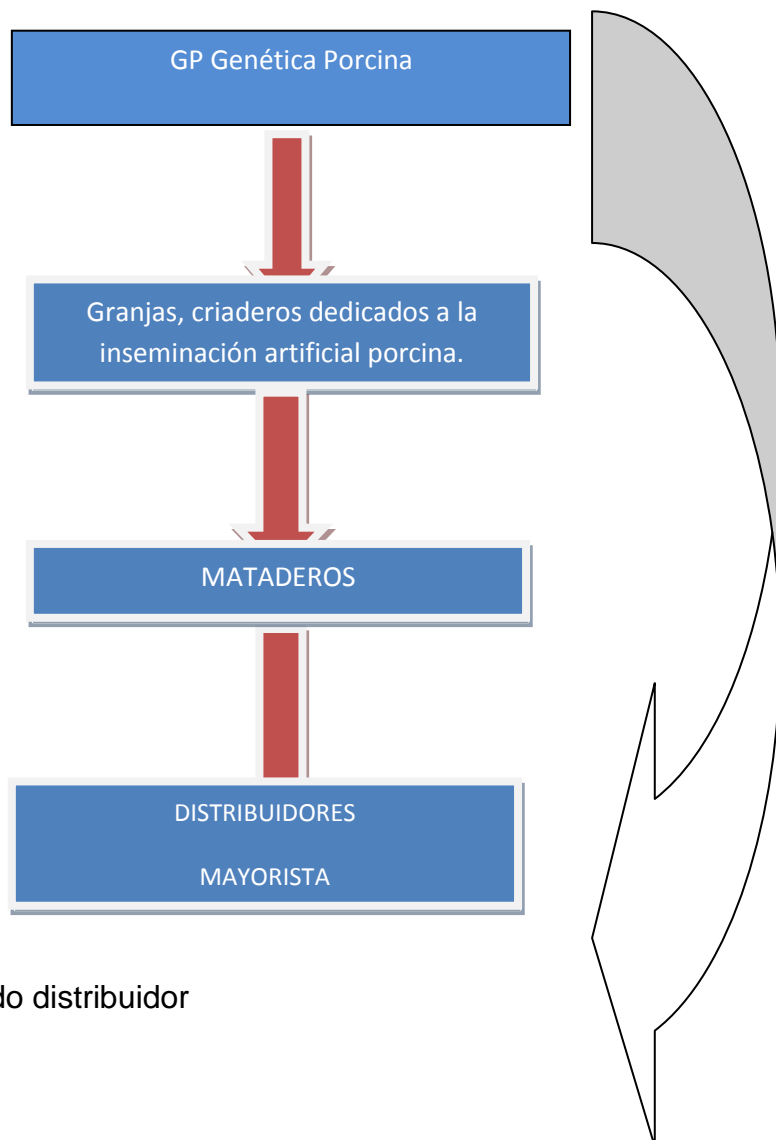 GP Genética Porcina
Granjas, criaderos dedicados a la
inseminación artificial porcina.
MATADEROS
DISTRIBUIDORES
MAYORISTA
do distribuidor